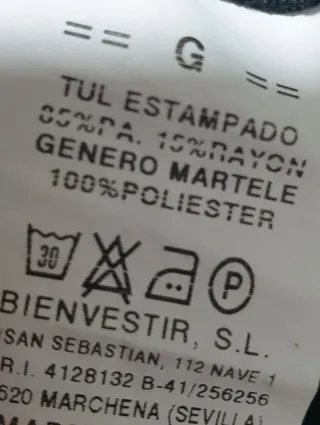 == G ==
TUL ESTAMPADO
85%PA. 15%RAYON
GENERO MARTELE
100%POLIESTER
30 P
BIENVESTIR, S.L.
SAN SEBASTIAN, 112 NAVE 1
R.I. 4128132 B-41/256256
620 MARCHENA (SEVILLA)